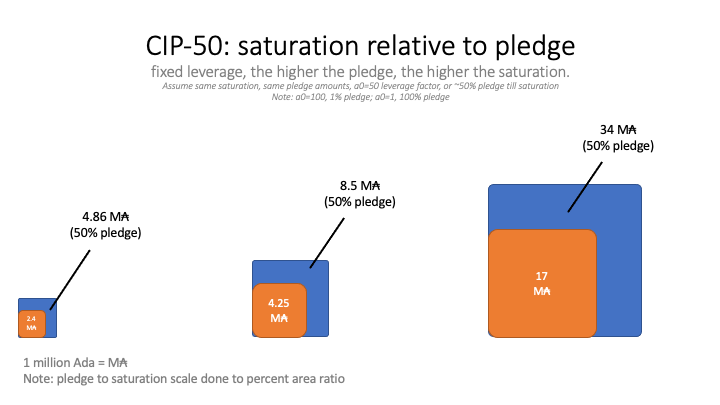 CIP-50: saturation relative to pledge
fixed leverage, the higher the pledge, the higher the saturation.
Assume same saturation, same pledge amounts, a0=50 leverage factor, or ~50% pledge till saturation
Note: a0=100, 1% pledge; a0=1, 100% pledge
34 M₳
(50% pledge)
8.5 M₳
(50% pledge)
4.86 M₳
(50% pledge)
2.4
M₳
4.25
M₳
17
M₳
1 million Ada = M₳
Note: pledge to saturation scale done to percent area ratio